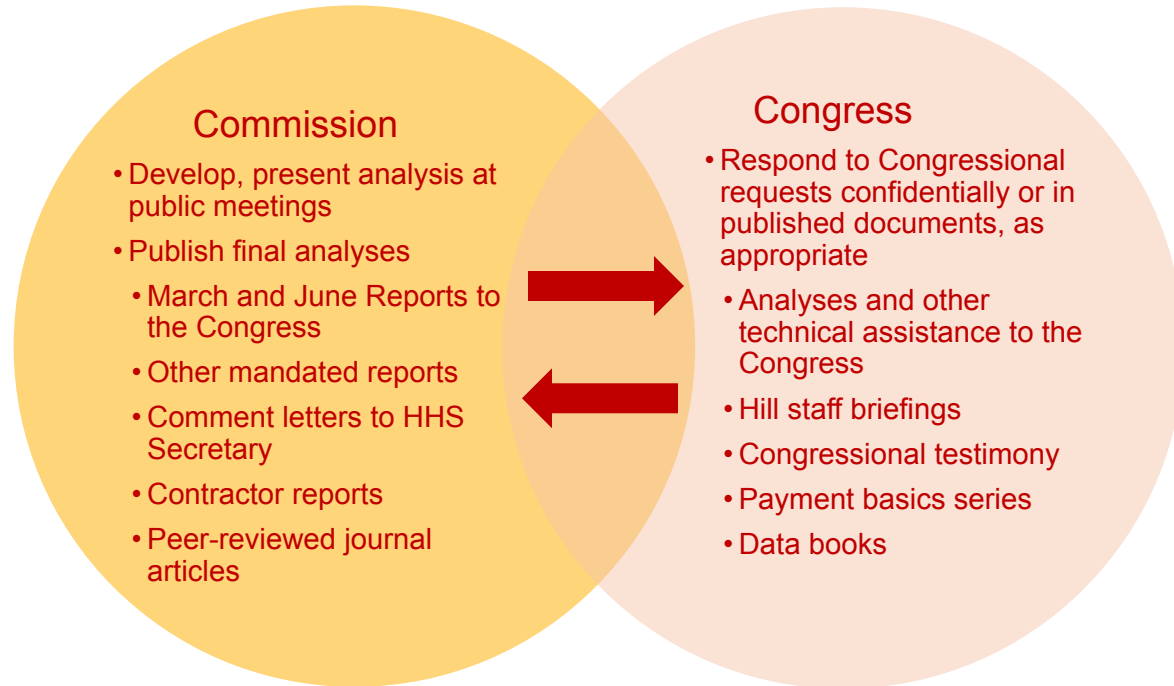 Commission
• Develop, present analysis at
public meetings
• Publish final analyses
• March and June Reports to
the Congress
• Other mandated reports
• Comment letters to HHS
Secretary
• Contractor reports
• Peer-reviewed journal
articles
Congress
• Respond to Congressional
requests confidentially or in
published documents, as
appropriate
• Analyses and other
technical assistance to the
Congress
• Hill staff briefings
• Congressional testimony
• Payment basics series
• Data books